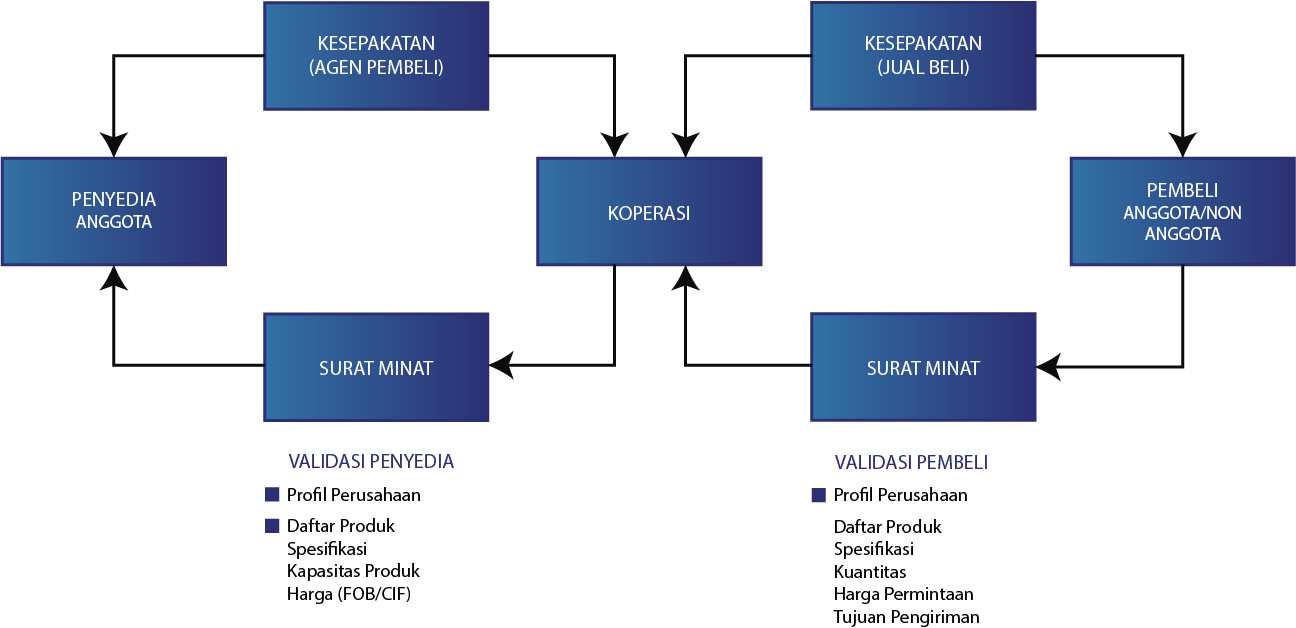 KESEPAKATAN
(AGEN PEMBELI)
KESEPAKATAN
(JUAL BELI)
PENYEDIA
ANGGOTA
KOPERASI
PEMBELI
ANGGOTA/NON
ANGGOTA
SURAT MINAT
SURAT MINAT
VALIDASI PENYEDIA
Profil Perusahaan
Daftar Produk
Spesifikasi
Kapasitas Produk
Harga (FOB/CIF)
VALIDASI PEMBELI
Profil Perusahaan
Daftar Produk
Spesifikasi
Kuantitas
Harga Permintaan
Tujuan Pengiriman